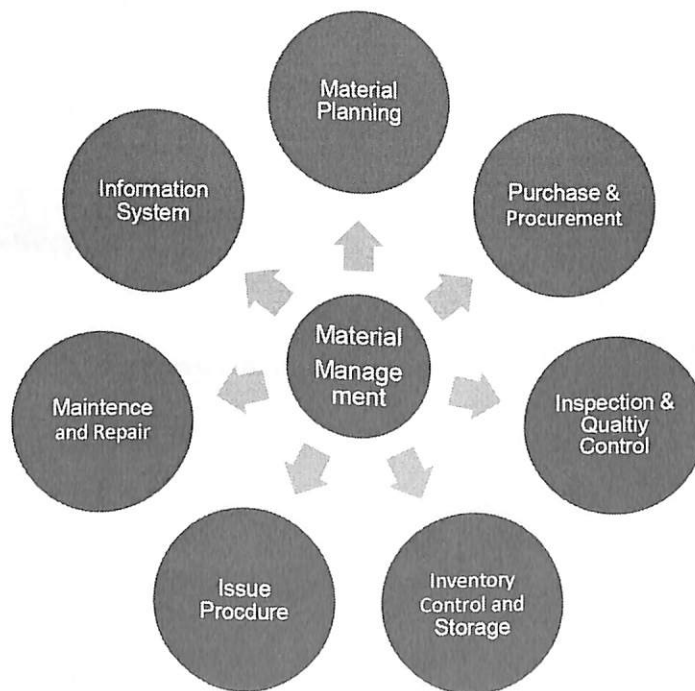 Material
Planning
Purchase &
Procurement
Inspection &
Qualtiy
Control
Inventory
Control and
Storage
Issue
Procdure
Maintence
and Repair
Information
System
Material
Manage
ment